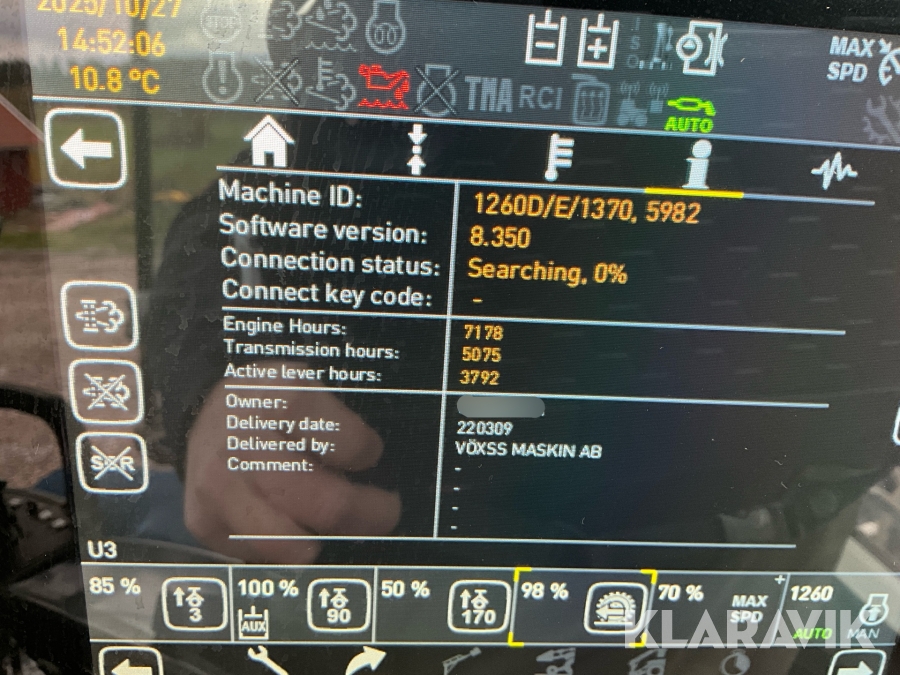 2025/10/27
14:52:06
10.8 °C
STOP
TMA RCI
AUTO
MAX
SPD
Machine ID: 1260D/E/1370, 5982
Software version: 8.350
Connection status: Searching, 0%
Connect key code: -
Engine Hours: 7178
Transmission hours: 5075
Active lever hours: 3792
Owner:
Delivery date: 220309
Delivered by: VÖXSS MASKIN AB
Comment: -
-
-
-
SCR
U3
85 % 3
100 % AUX 90
50 % 170
98 %
70 % MAX SPD +
1260 AUTO MAN
KLARAVIK